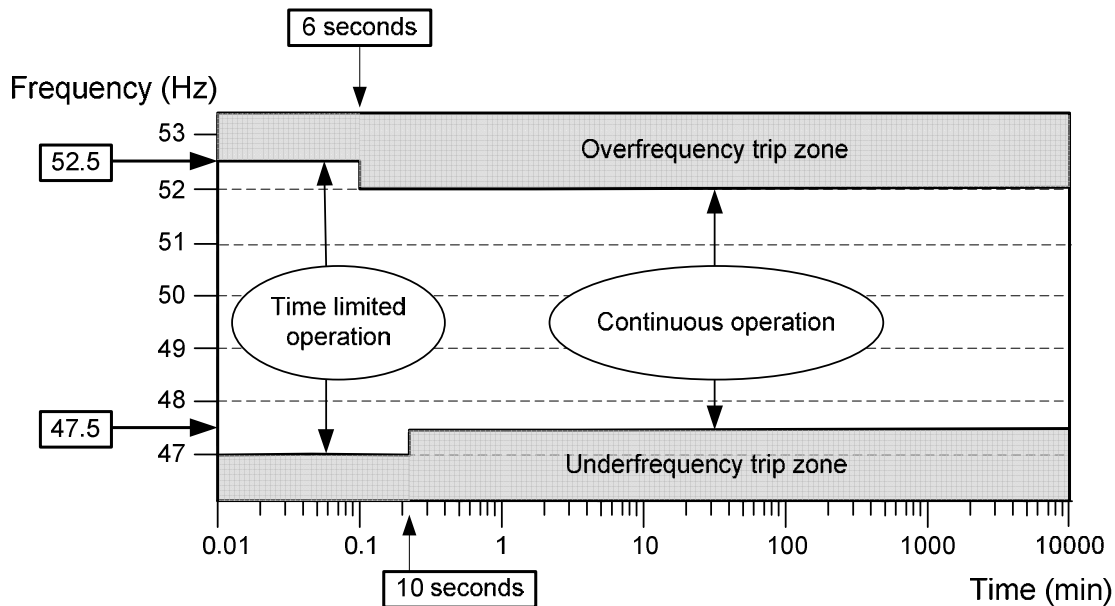 6 seconds
Frequency (Hz)
53
Overfrequency trip zone
52.5
52
51
50
Time limited
operation
Continuous operation
49
48
47.5
47
Underfrequency trip zone
0.01
0.1
1
10
100
1000
10000
10 seconds
Time (min)